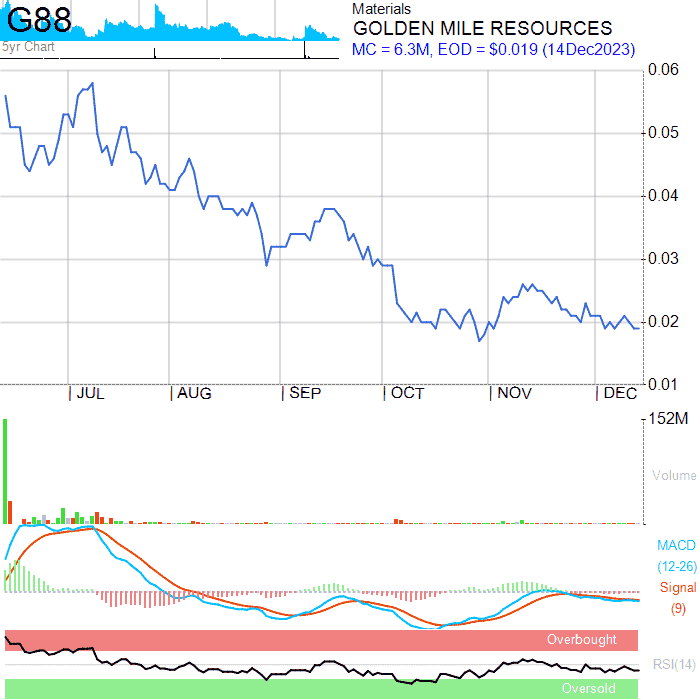 G88
5yr Chart
Materials
GOLDEN MILE RESOURCES
MC = 6.3M, EOD = $0.019 (14Dec2023)
0.06
0.05
0.04
0.03
0.02
0.01
JUL AUG SEP OCT NOV DEC
152M
Volume
MACD
(12-26)
Signal
(9)
Overbought
RSI(14)
Oversold